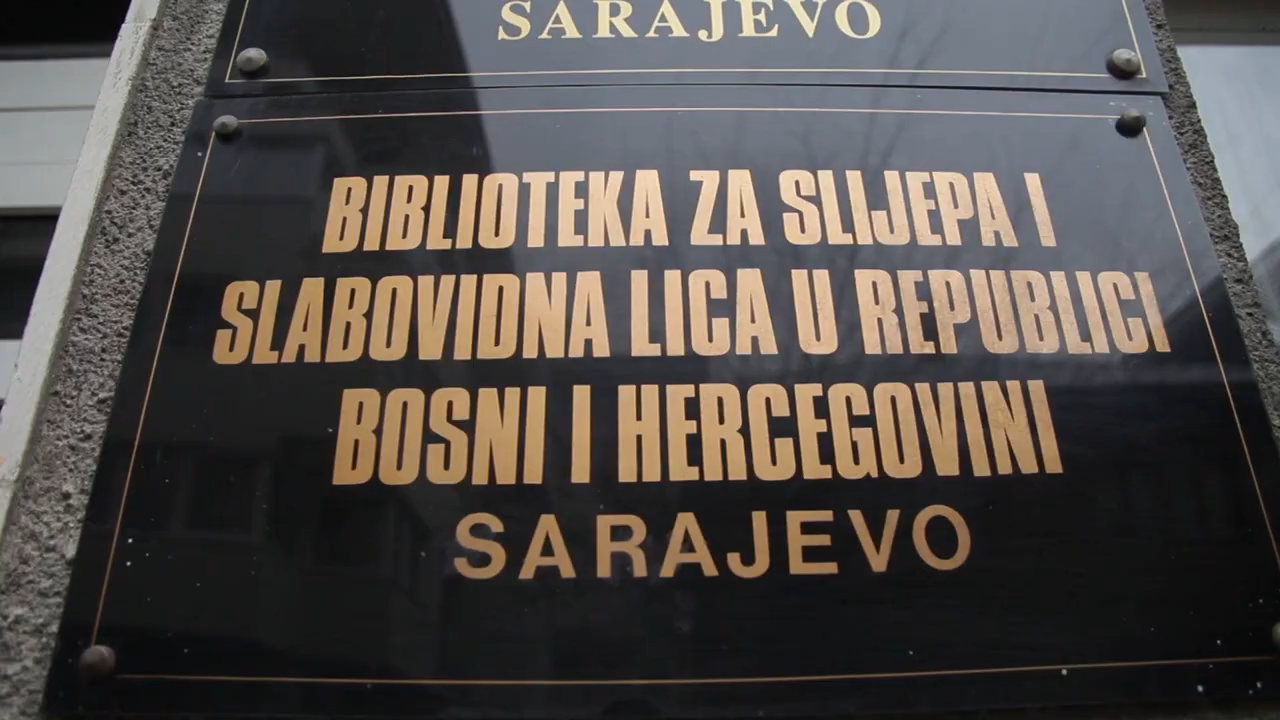 SARAJEVO
BIBLIOTEKA ZA SLIJEPA I
SLABOVIDNA LICA U REPUBLICI
BOSNI I HERCEGOVINI
SARAJEVO